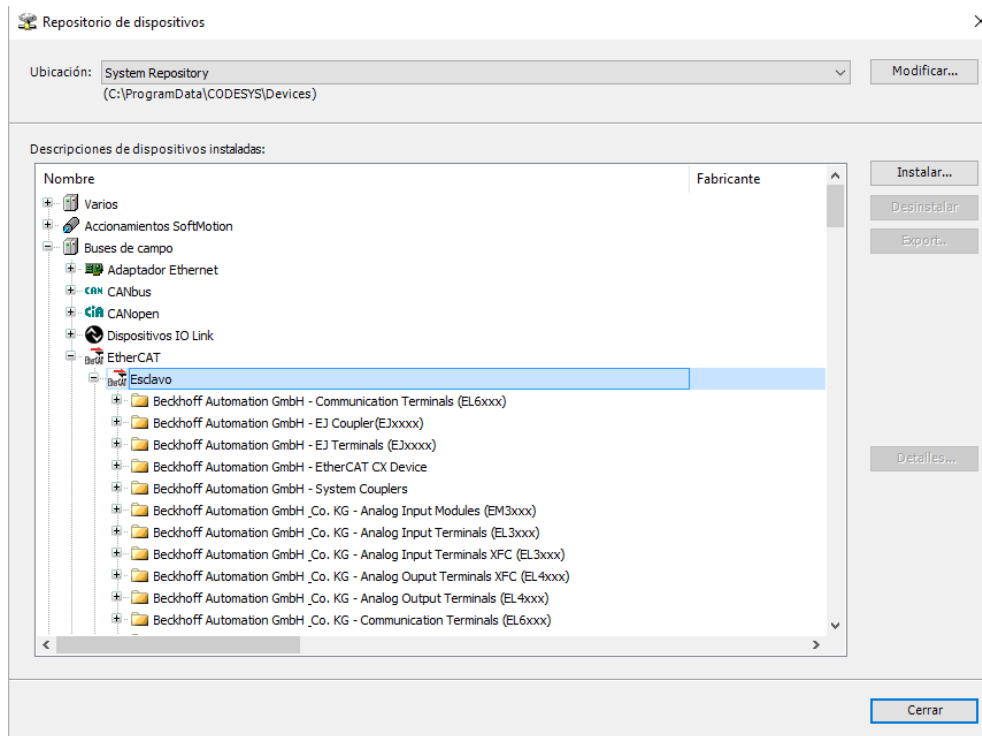 Repositorio de dispositivos
Ubicación: System Repository Modificar...
(C:\ProgramData\CODESYS\Devices)
Descripciones de dispositivos instaladas:
Nombre Fabricante Instalar...
Varios Desinstalar
Accionamientos SoftMotion
Buses de campo Export..
Adaptador Ethernet
CAN CANbus
CiA CANopen
Dispositivos IO Link
EtherCAT
Esclavo
Beckhoff Automation GmbH - Communication Terminals (EL6xxx)
Beckhoff Automation GmbH - EJ Coupler(EJxxxx)
Beckhoff Automation GmbH - EJ Terminals (EJxxxx)
Beckhoff Automation GmbH - EtherCAT CX Device Detalles...
Beckhoff Automation GmbH - System Couplers
Beckhoff Automation GmbH _Co. KG - Analog Input Modules (EM3xxx)
Beckhoff Automation GmbH _Co. KG - Analog Input Terminals (EL3xxx)
Beckhoff Automation GmbH _Co. KG - Analog Input Terminals XFC (EL3xxx)
Beckhoff Automation GmbH _Co. KG - Analog Ouput Terminals XFC (EL4xxx)
Beckhoff Automation GmbH _Co. KG - Analog Output Terminals (EL4xxx)
Beckhoff Automation GmbH _Co. KG - Communication Terminals (EL6xxx)
Cerrar